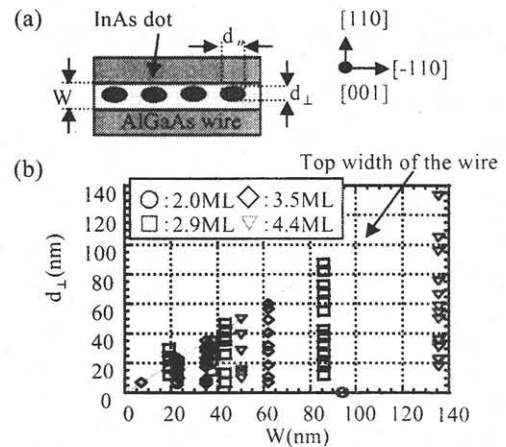 (a)
InAs dot
d〃
[110]
[-110]
[001]
W
d⊥
AlGaAs wire
(b)
Top width of the wire
○:2.0ML ◇:3.5ML
□:2.9ML ▽:4.4ML
d⊥(nm)
140
100
80
60
40
20
0
0 20 40 60 80 100 120 140
W(nm)